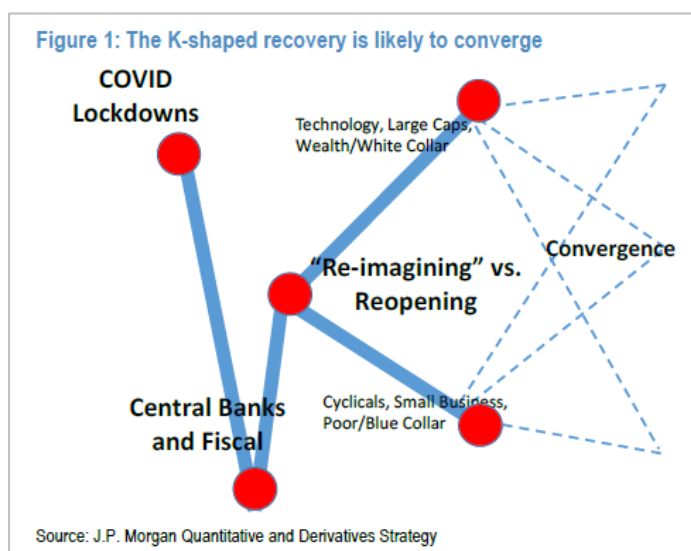 Figure 1: The K-shaped recovery is likely to converge
COVID
Lockdowns
Technology, Large Caps,
Wealth/White Collar
"Re-imagining" vs.
Reopening
Convergence
Central Banks
and Fiscal
Cyclicals, Small Business,
Poor/Blue Collar
Source: J.P. Morgan Quantitative and Derivatives Strategy